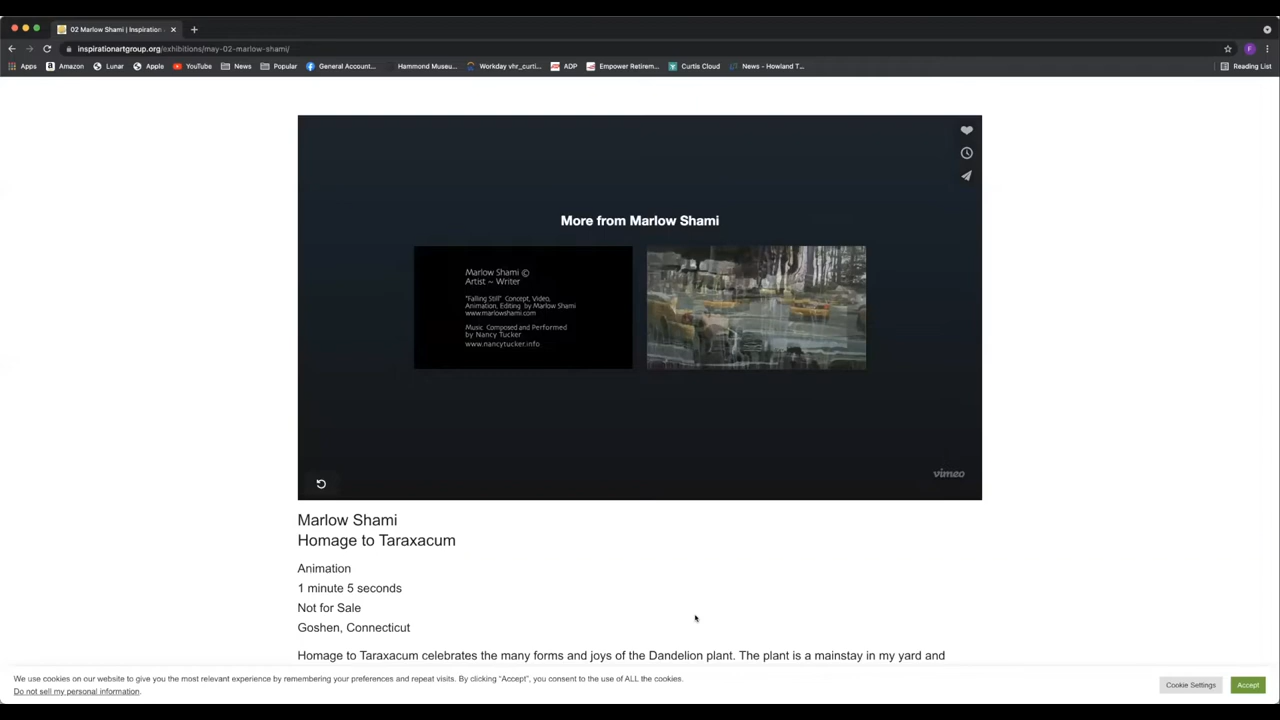 02 Marlow Shami | Inspiration
inspirationartgroup.org/exhibitions/may-02-marlow-shami/
F
Apps Amazon Lunar Apple YouTube News Popular General Account... Hammond Museu... Workday vhr_curti... ADP Empower Retirem... Curtis Cloud News – Howland T... Reading List
More from Marlow Shami
Marlow Shami ©
Artist ~ Writer
"Falling Still" Concept, Video,
Animation, Editing by Marlow Shami
www.marlowshami.com
Music Composed and Performed
by Nancy Tucker
www.nancytucker.info
vimeo
Marlow Shami
Homage to Taraxacum
Animation
1 minute 5 seconds
Not for Sale
Goshen, Connecticut
Homage to Taraxacum celebrates the many forms and joys of the Dandelion plant. The plant is a mainstay in my yard and
We use cookies on our website to give you the most relevant experience by remembering your preferences and repeat visits. By clicking “Accept”, you consent to the use of ALL the cookies.
Do not sell my personal information.
Cookie Settings Accept